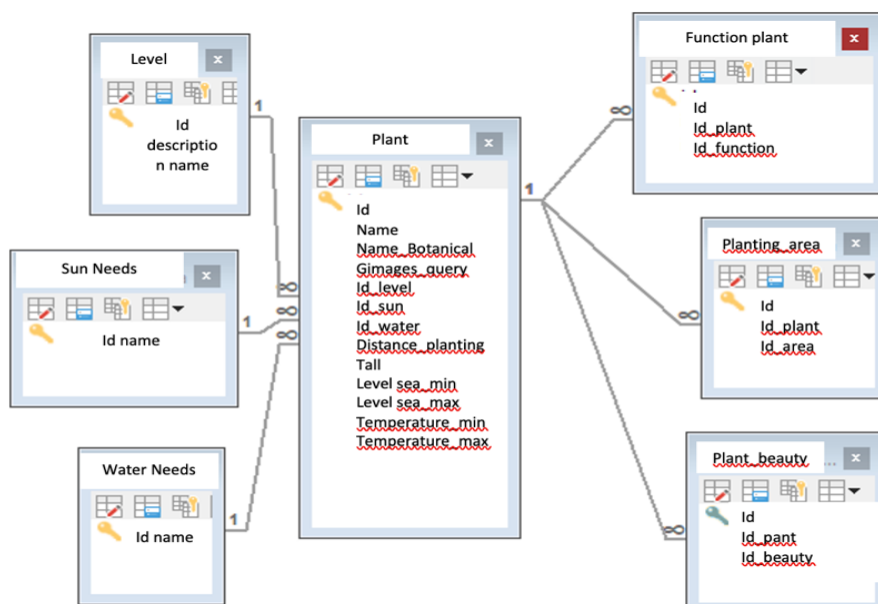 Level
Id
descriptio
n name
1
Sun Needs
Id name
1
Water Needs
Id name
1
Plant
Id
Name
Name_Botanical
Gimages_query
Id_level
Id_sun
Id_water
Distance_planting
Tall
Level sea_min
Level sea_max
Temperature_min
Temperature_max
∞
∞
∞
1
Function plant
Id
Id_plant
Id_function
∞
Planting_area
Id
Id_plant
Id_area
∞
Plant_beauty ...
Id
Id_pant
Id_beauty
∞